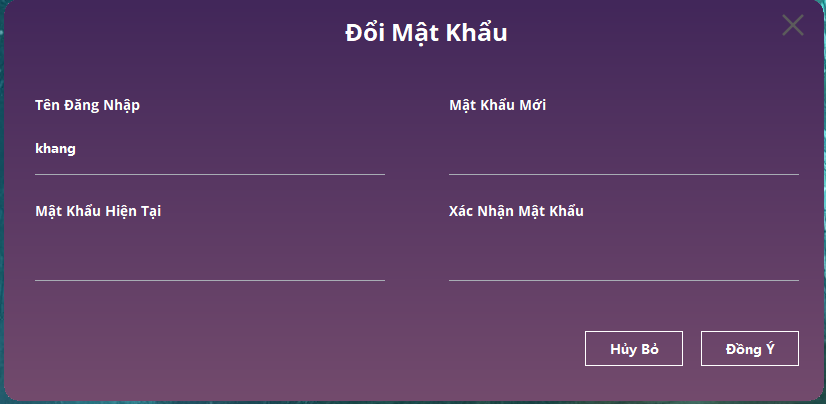 Đổi Mật Khẩu
Tên Đăng Nhập
khang
Mật Khẩu Mới
Mật Khẩu Hiện Tại
Xác Nhận Mật Khẩu
Hủy Bỏ
Đồng Ý